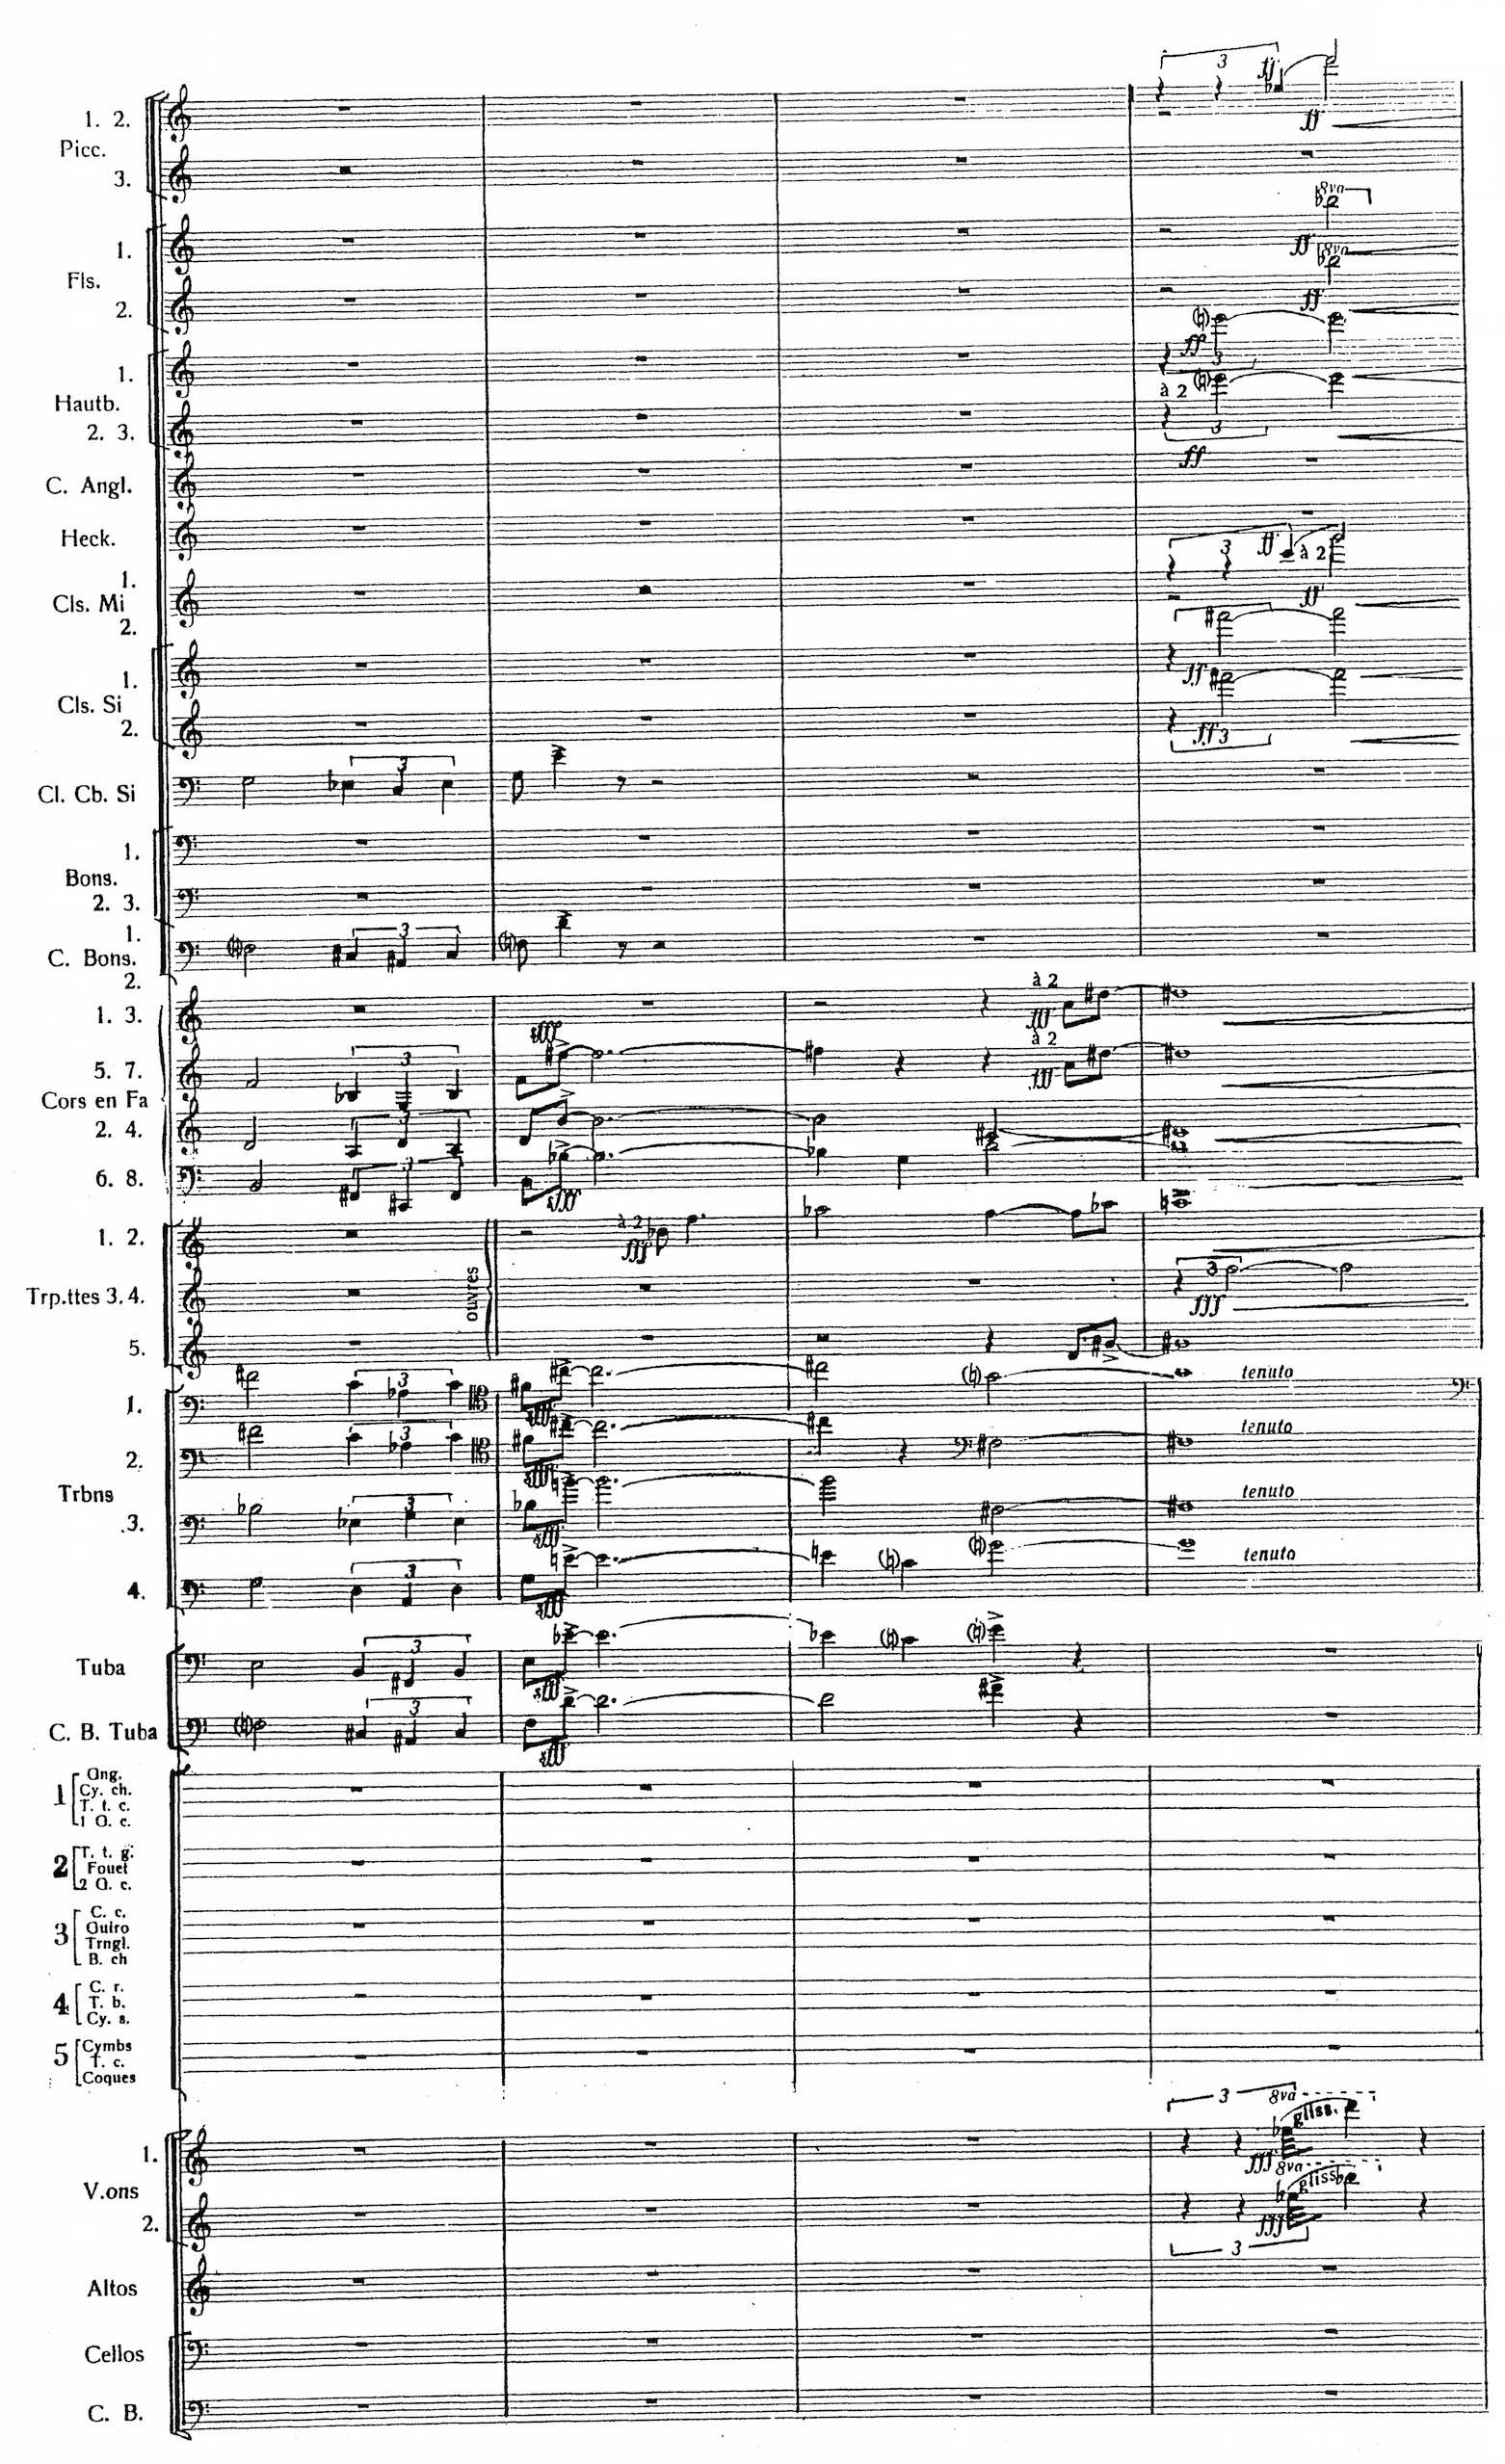 3
ff
1. 2.
ff
Picc.
3.
8va
1.
ff
8va
Fls.
2.
ff
1.
ff
3
à 2
Hautb.
2. 3.
3
ff
C. Angl.
Heck.
3
ff
à 2
1.
Cls. Mi
ff
2.
1.
ff
Cls. Si
2.
ff 3
3
Cl. Cb. Si
1.
Bons.
2. 3.
3
1.
C. Bons.
2.
à 2
1. 3.
fff
sfff
à 2
3
5. 7.
fff
Cors en Fa
2. 4.
3
3
6. 8.
sfff
à 2
1. 2.
fff
3
ouvres
Trp.ttes 3. 4.
fff
5.
3
tenuto
1.
sfff
3
tenuto
2.
sfff
Trbns
3
tenuto
3.
sfff
3
tenuto
4.
sfff
3
Tuba
sfff
3
C. B. Tuba
sfff
1
Gng.
Cy. ch.
T. t. c.
1 G. c.
2
T. t. g.
Fouet
2 G. c.
3
C. c.
Guiro
Trngl.
B. ch
4
C. r.
T. b.
Cy. s.
5
Cymbs
T. c.
Coques
3
8va
gliss.
1.
fff
8va
V.ons
gliss.
2.
fff
3
Altos
Cellos
C. B.